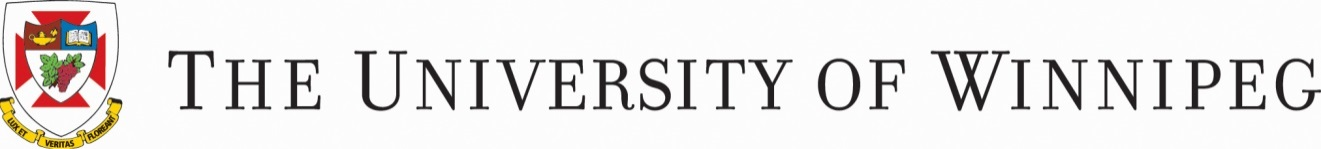 THE UNIVERSITY OF WINNIPEG
LUX ET
VERITAS
FLOREANT